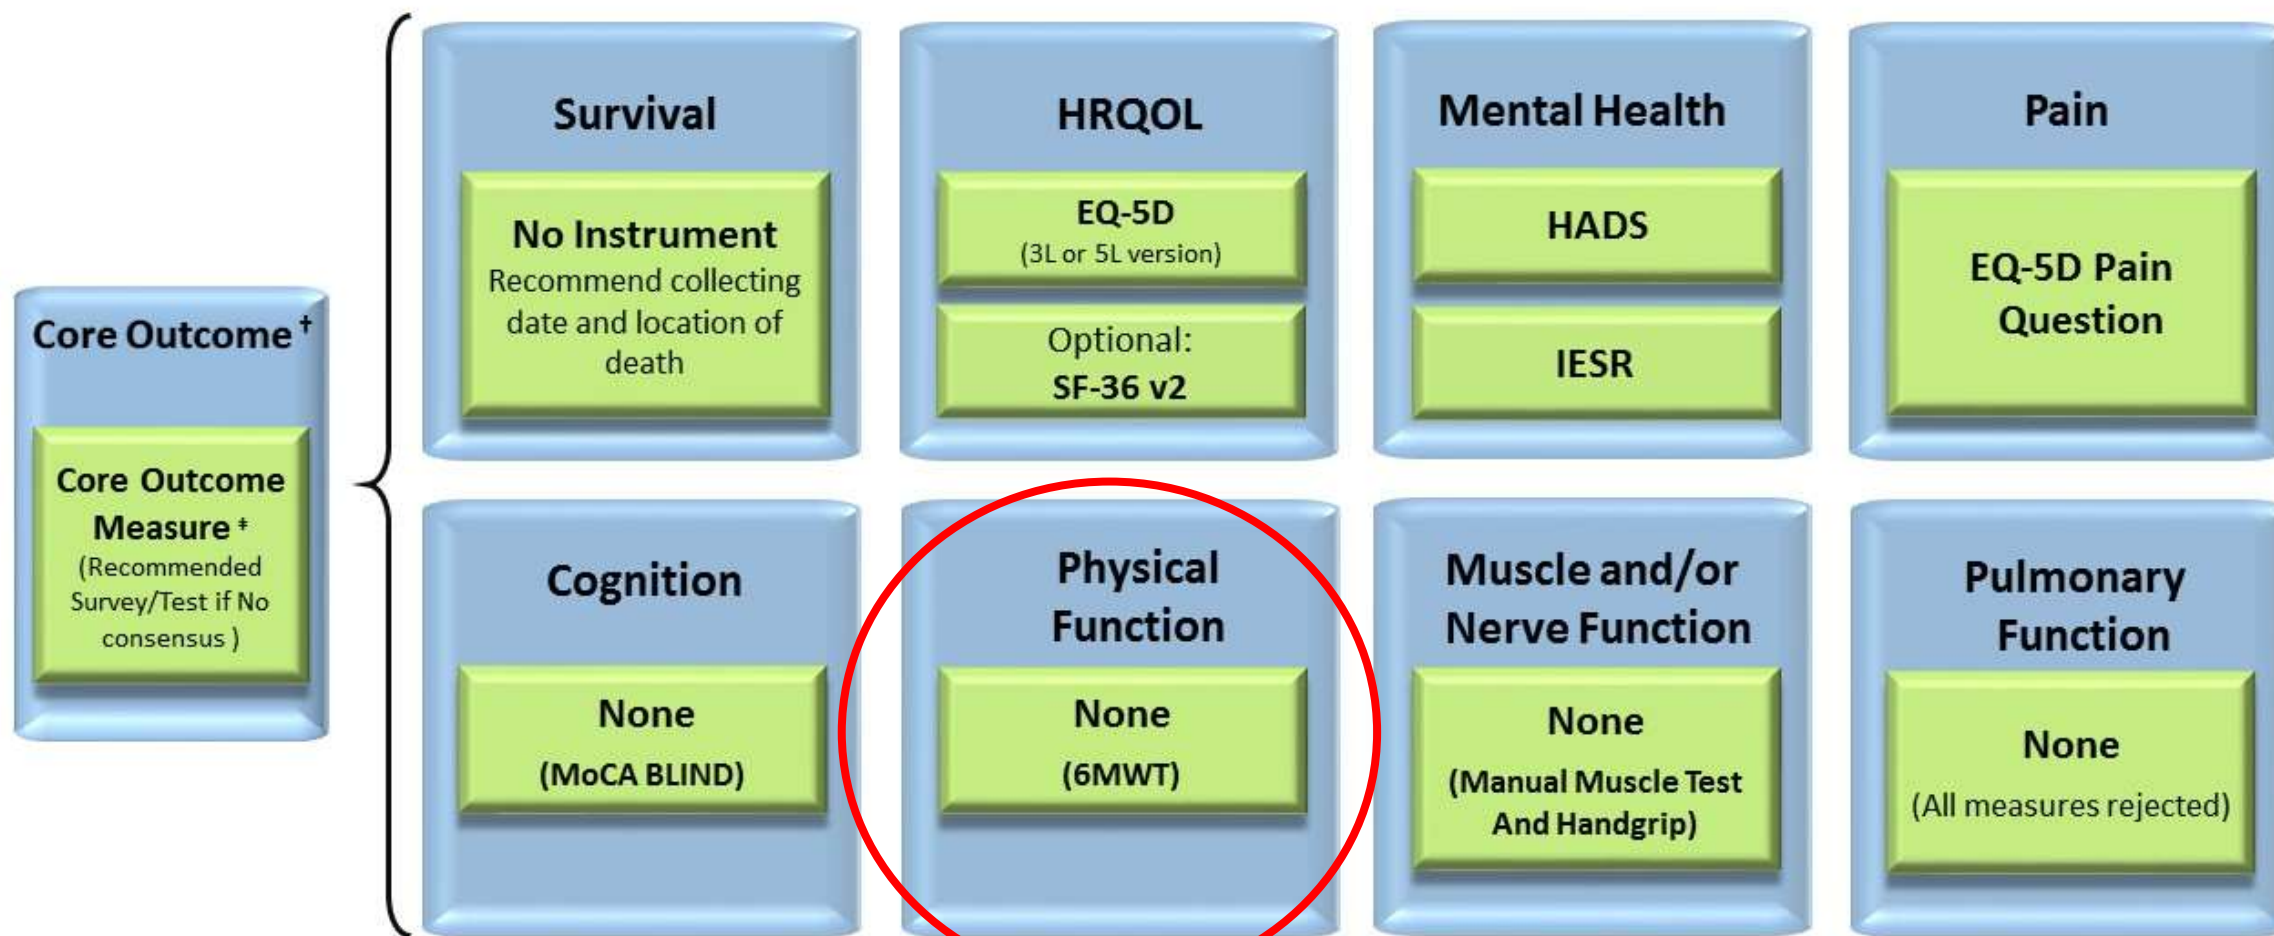 Core Outcome †
Core Outcome
Measure ‡
(Recommended
Survey/Test if No
consensus )
Survival
No Instrument
Recommend collecting
date and location of
death
HRQOL
EQ-5D
(3L or 5L version)
Optional:
SF-36 v2
Mental Health
HADS
IESR
Pain
EQ-5D Pain
Question
Cognition
None
(MoCA BLIND)
Physical
Function
None
(6MWT)
Muscle and/or
Nerve Function
None
(Manual Muscle Test
And Handgrip)
Pulmonary
Function
None
(All measures rejected)